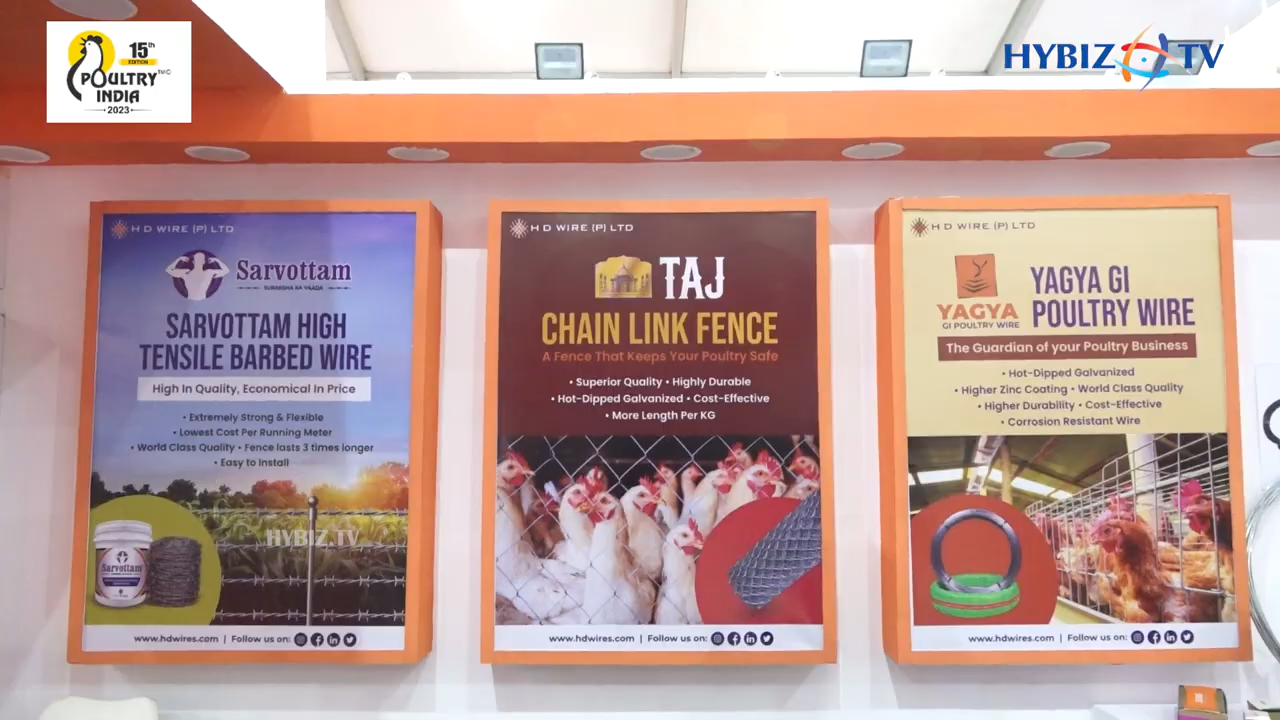 15th
EDITION
POULTRY
INDIA
2023
HYBIZ TV
H D WIRE (P) LTD
Sarvottam
SURAKSHA KA VAADA
SARVOTTAM HIGH
TENSILE BARBED WIRE
High In Quality, Economical In Price
• Extremely Strong & Flexible
• Lowest Cost Per Running Meter
• World Class Quality • Fence lasts 3 times longer
• Easy to Install
HYBIZ.TV
Sarvottam
www.hdwires.com | Follow us on:
H D WIRE (P) LTD
TAJ
CHAIN LINK FENCE
A Fence That Keeps Your Poultry Safe
• Superior Quality • Highly Durable
• Hot-Dipped Galvanized • Cost-Effective
• More Length Per KG
www.hdwires.com | Follow us on:
H D WIRE (P) LTD
YAGYA
GI POULTRY WIRE
YAGYA GI
POULTRY WIRE
The Guardian of your Poultry Business
• Hot-Dipped Galvanized
• Higher Zinc Coating • World Class Quality
• Higher Durability • Cost-Effective
• Corrosion Resistant Wire
www.hdwires.com | Follow us on: